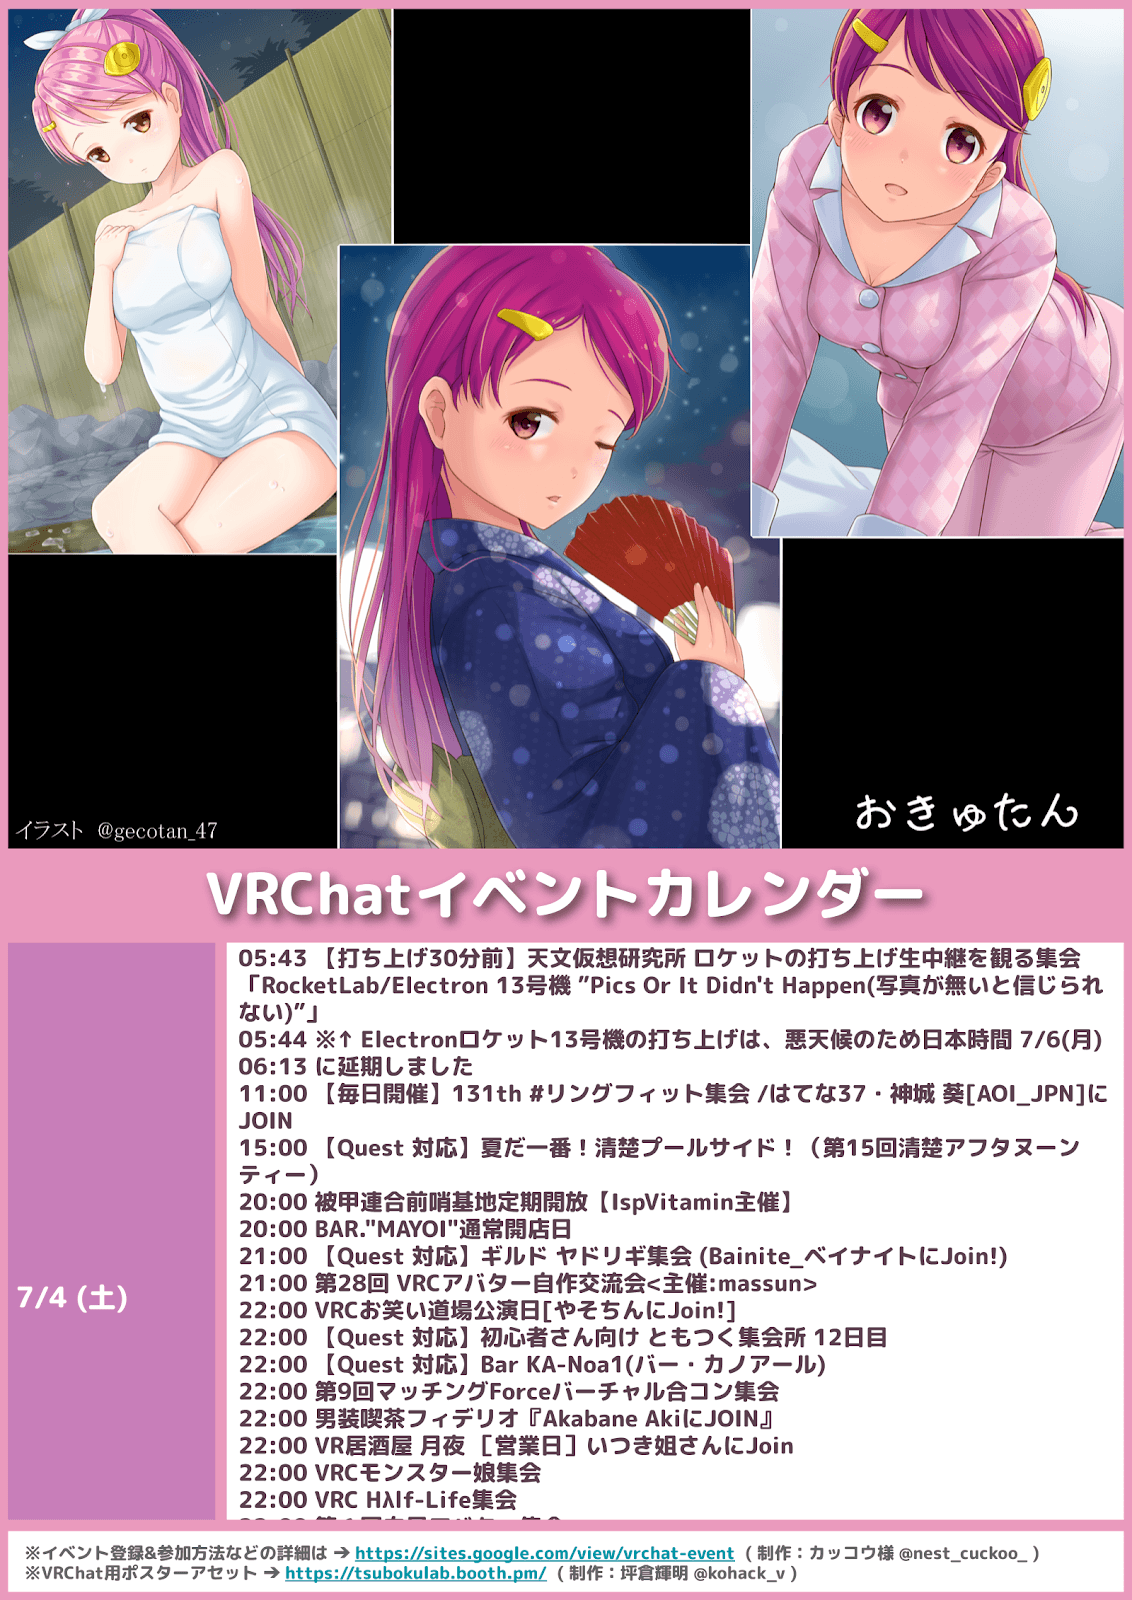 イラスト @gecotan_47
おきゅたん
VRChatイベントカレンダー
7/4 (土)
05:43 【打ち上げ30分前】天文仮想研究所 ロケットの打ち上げ生中継を観る集会
「RocketLab/Electron 13号機 ”Pics Or It Didn't Happen(写真が無いと信じられ
ない)”」
05:44 ※↑ Electronロケット13号機の打ち上げは、悪天候のため日本時間 7/6(月)
06:13 に延期しました
11:00 【毎日開催】131th #リングフィット集会 /はてな37・神城 葵[AOI_JPN]に
JOIN
15:00 【Quest 対応】夏だ一番！清楚プールサイド！（第15回清楚アフタヌーン
ティー）
20:00 被甲連合前哨基地定期開放【IspVitamin主催】
20:00 BAR."MAYOI"通常開店日
21:00 【Quest 対応】ギルド ヤドリギ集会 (Bainite_ベイナイトにJoin!)
21:00 第28回 VRCアバター自作交流会<主催:massun>
22:00 VRCお笑い道場公演日[やそちんにJoin!]
22:00 【Quest 対応】初心者さん向け ともつく集会所 12日目
22:00 【Quest 対応】Bar KA-Noa1(バー・カノアール)
22:00 第9回マッチングForceバーチャル合コン集会
22:00 男装喫茶フィデリオ『Akabane AkiにJOIN』
22:00 VR居酒屋 月夜 ［営業日］いつき姐さんにJoin
22:00 VRCモンスター娘集会
22:00 VRC Hλlf-Life集会
※イベント登録&参加方法などの詳細は ➔ https://sites.google.com/view/vrchat-event ( 制作：カッコウ様 @nest_cuckoo_ )
※VRChat用ポスターアセット ➔ https://tsubokulab.booth.pm/ ( 制作：坪倉輝明 @kohack_v )